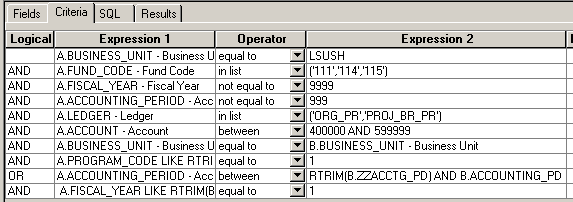 Fields Criteria SQL Results
Logical Expression 1 Operator Expression 2
A.BUSINESS_UNIT - Business U equal to LSUSH
AND A.FUND_CODE - Fund Code in list ('111','114','115')
AND A.FISCAL_YEAR - Fiscal Year not equal to 9999
AND A.ACCOUNTING_PERIOD - Acc not equal to 999
AND A.LEDGER - Ledger in list ('ORG_PR','PROJ_BR_PR')
AND A.ACCOUNT - Account between 400000 AND 599999
AND A.BUSINESS_UNIT - Business U equal to B.BUSINESS_UNIT - Business Unit
AND A.PROGRAM_CODE LIKE RTRI equal to 1
OR A.ACCOUNTING_PERIOD - Acc between RTRIM(B.ZZACCTG_PD) AND B.ACCOUNTING_PD
AND A.FISCAL_YEAR LIKE RTRIM(B equal to 1